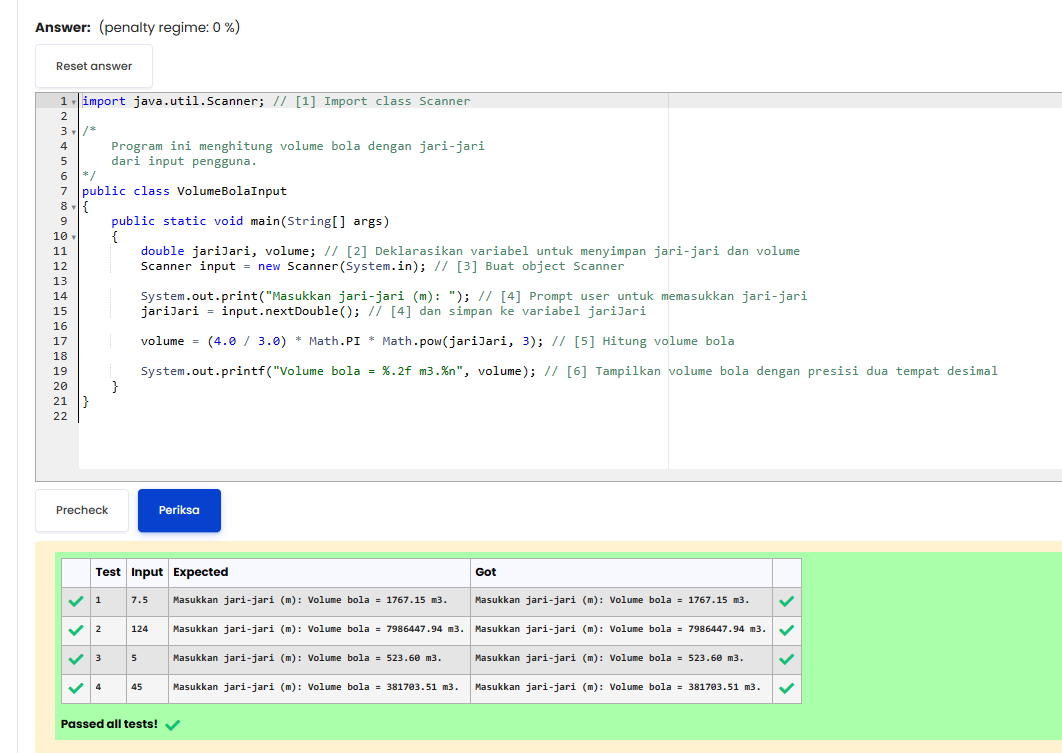 Answer: (penalty regime: 0 %)
Reset answer
1 import java.util.Scanner; // [1] Import class Scanner
2
3 /*
4 Program ini menghitung volume bola dengan jari-jari
5 dari input pengguna.
6 */
7 public class VolumeBolaInput
8 {
9 public static void main(String[] args)
10 {
11 double jariJari, volume; // [2] Deklarasikan variabel untuk menyimpan jari-jari dan volume
12 Scanner input = new Scanner(System.in); // [3] Buat object Scanner
13
14 System.out.print("Masukkan jari-jari (m): "); // [4] Prompt user untuk memasukkan jari-jari
15 jariJari = input.nextDouble(); // [4] dan simpan ke variabel jariJari
16
17 volume = (4.0 / 3.0) * Math.PI * Math.pow(jariJari, 3); // [5] Hitung volume bola
18
19 System.out.printf("Volume bola = %.2f m3.%n", volume); // [6] Tampilkan volume bola dengan presisi dua tempat desimal
20 }
21 }
22
Precheck Periksa
Test Input Expected Got
1 7.5 Masukkan jari-jari (m): Volume bola = 1767.15 m3. Masukkan jari-jari (m): Volume bola = 1767.15 m3.
2 124 Masukkan jari-jari (m): Volume bola = 7986447.94 m3. Masukkan jari-jari (m): Volume bola = 7986447.94 m3.
3 5 Masukkan jari-jari (m): Volume bola = 523.60 m3. Masukkan jari-jari (m): Volume bola = 523.60 m3.
4 45 Masukkan jari-jari (m): Volume bola = 381703.51 m3. Masukkan jari-jari (m): Volume bola = 381703.51 m3.
Passed all tests!